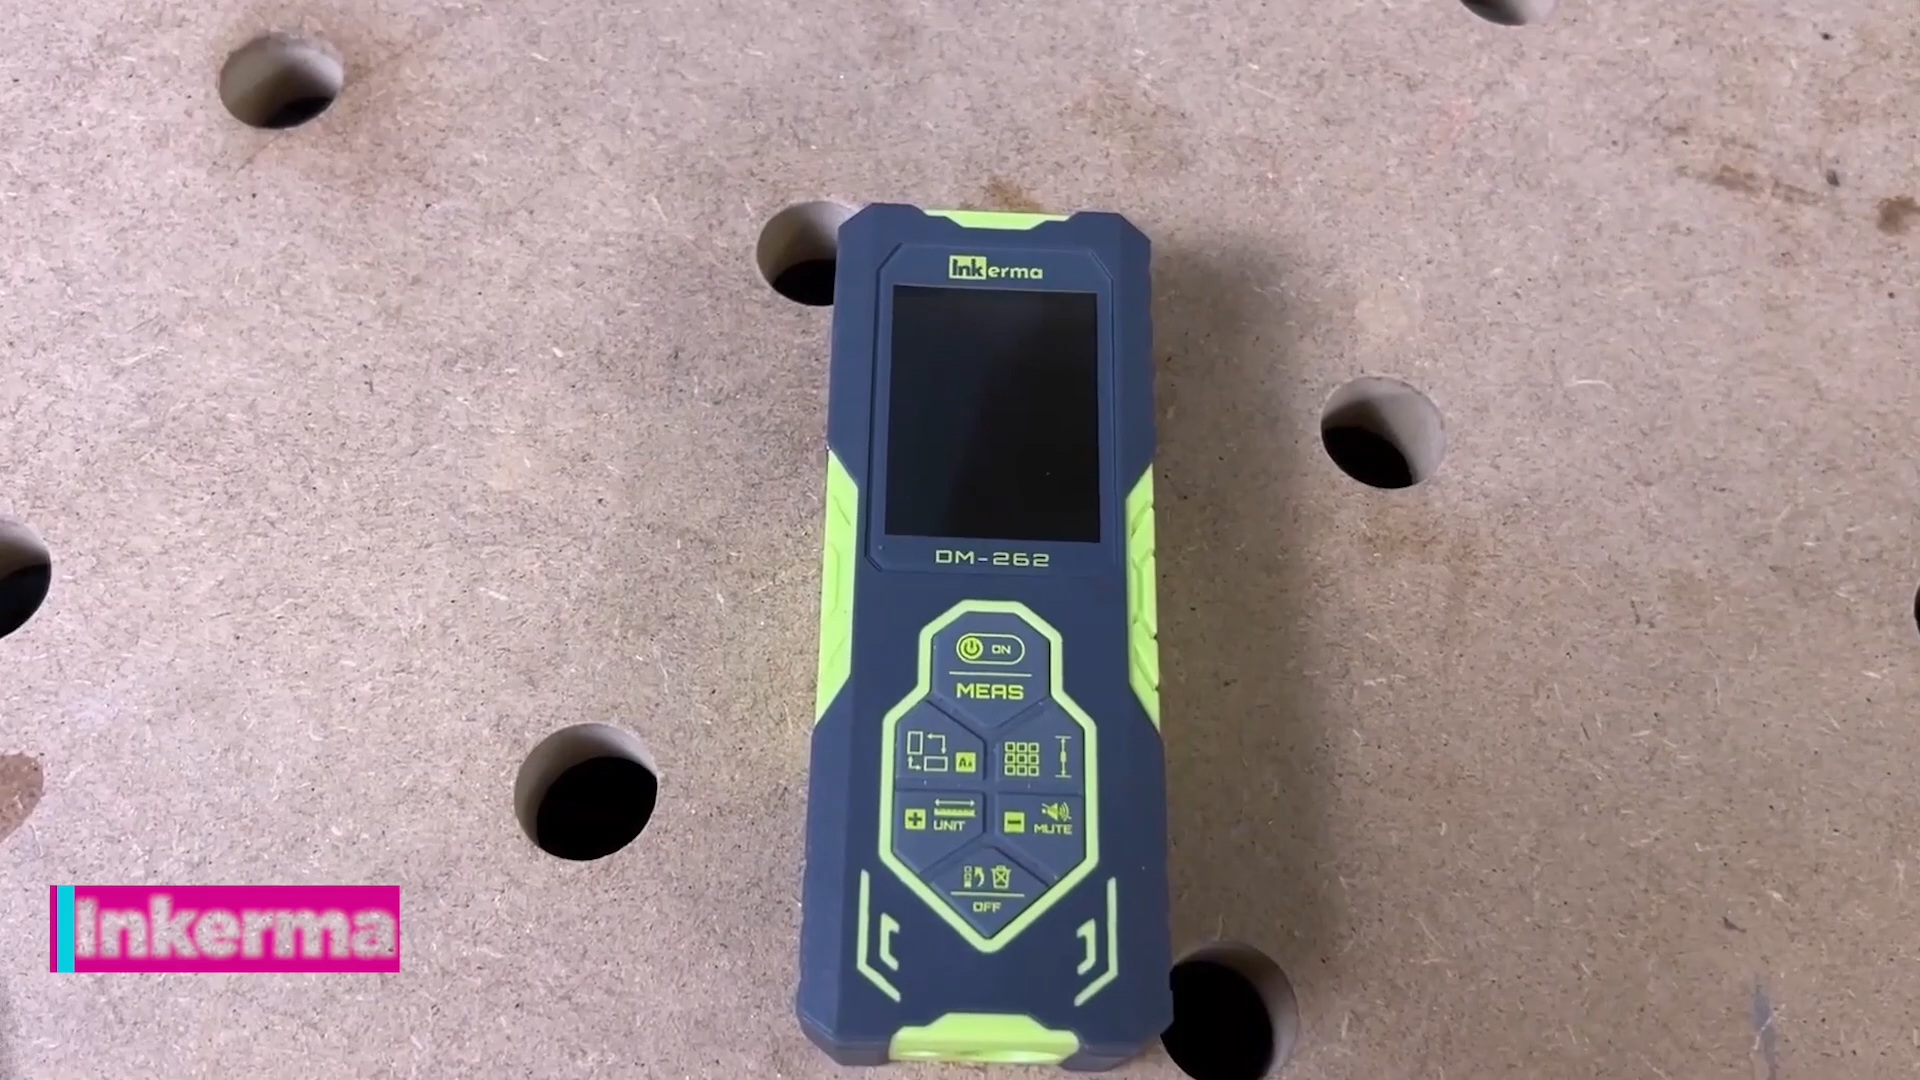 Inkerma
DM-262
ON
MEAS
UNIT
MUTE
OFF
Inkerma